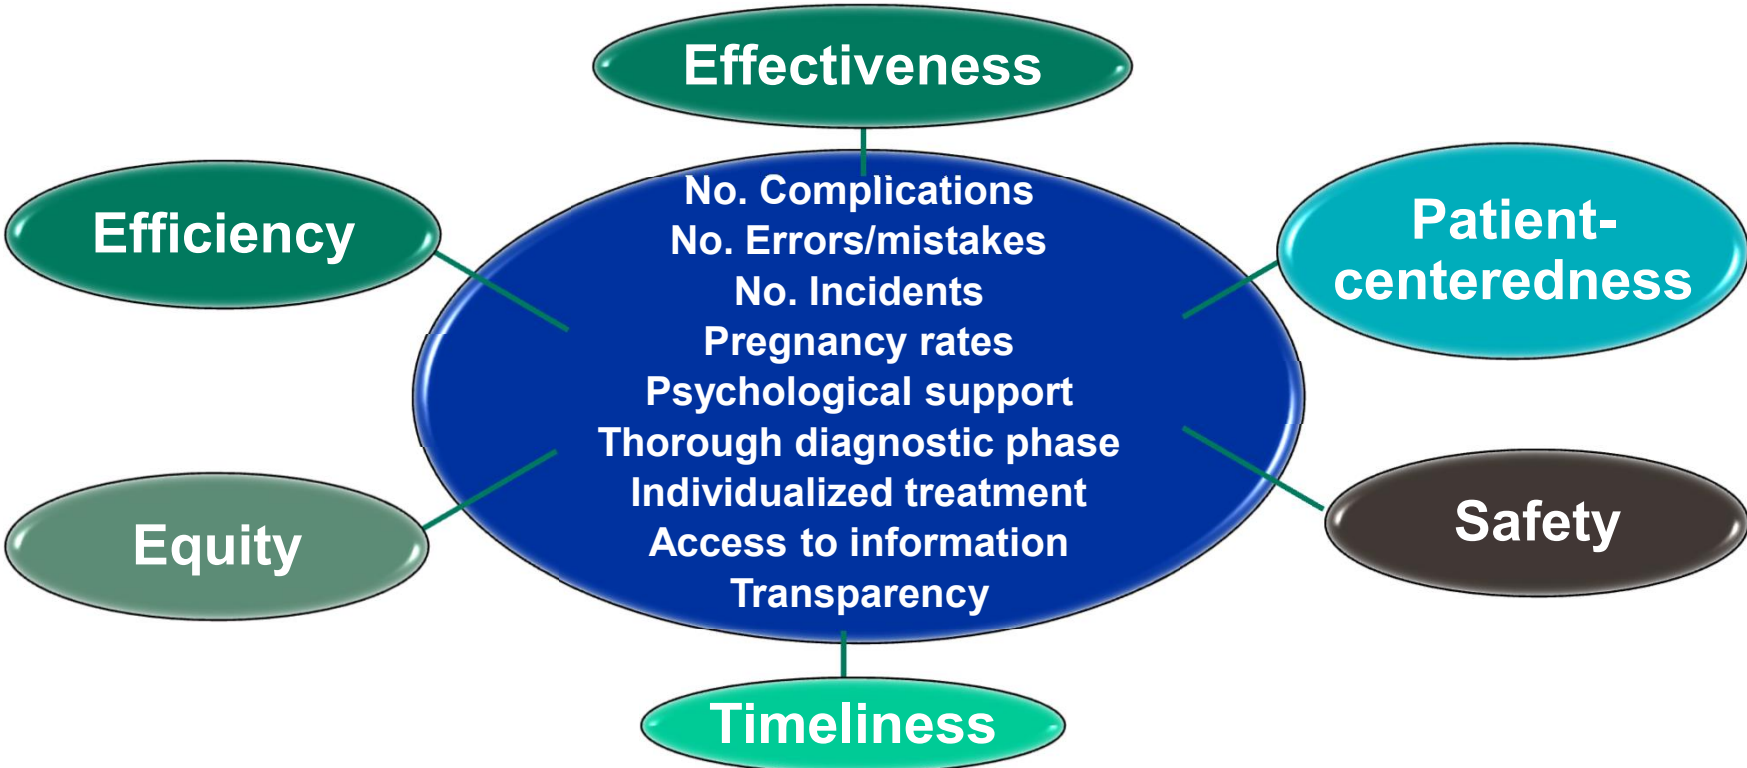 Effectiveness
Efficiency
Patient-
centeredness
No. Complications
No. Errors/mistakes
No. Incidents
Pregnancy rates
Psychological support
Thorough diagnostic phase
Individualized treatment
Access to information
Transparency
Equity
Safety
Timeliness